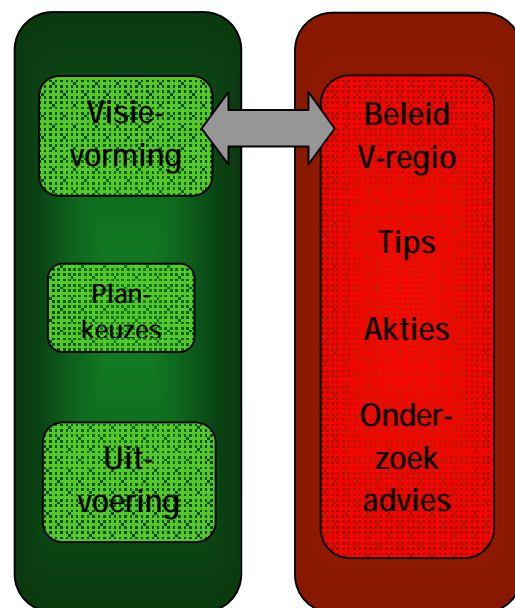 Visie-
vorming
Plan-
keuzes
Uit-
voering
Beleid
V-regio
Tips
Akties
Onder-
zoek
advies